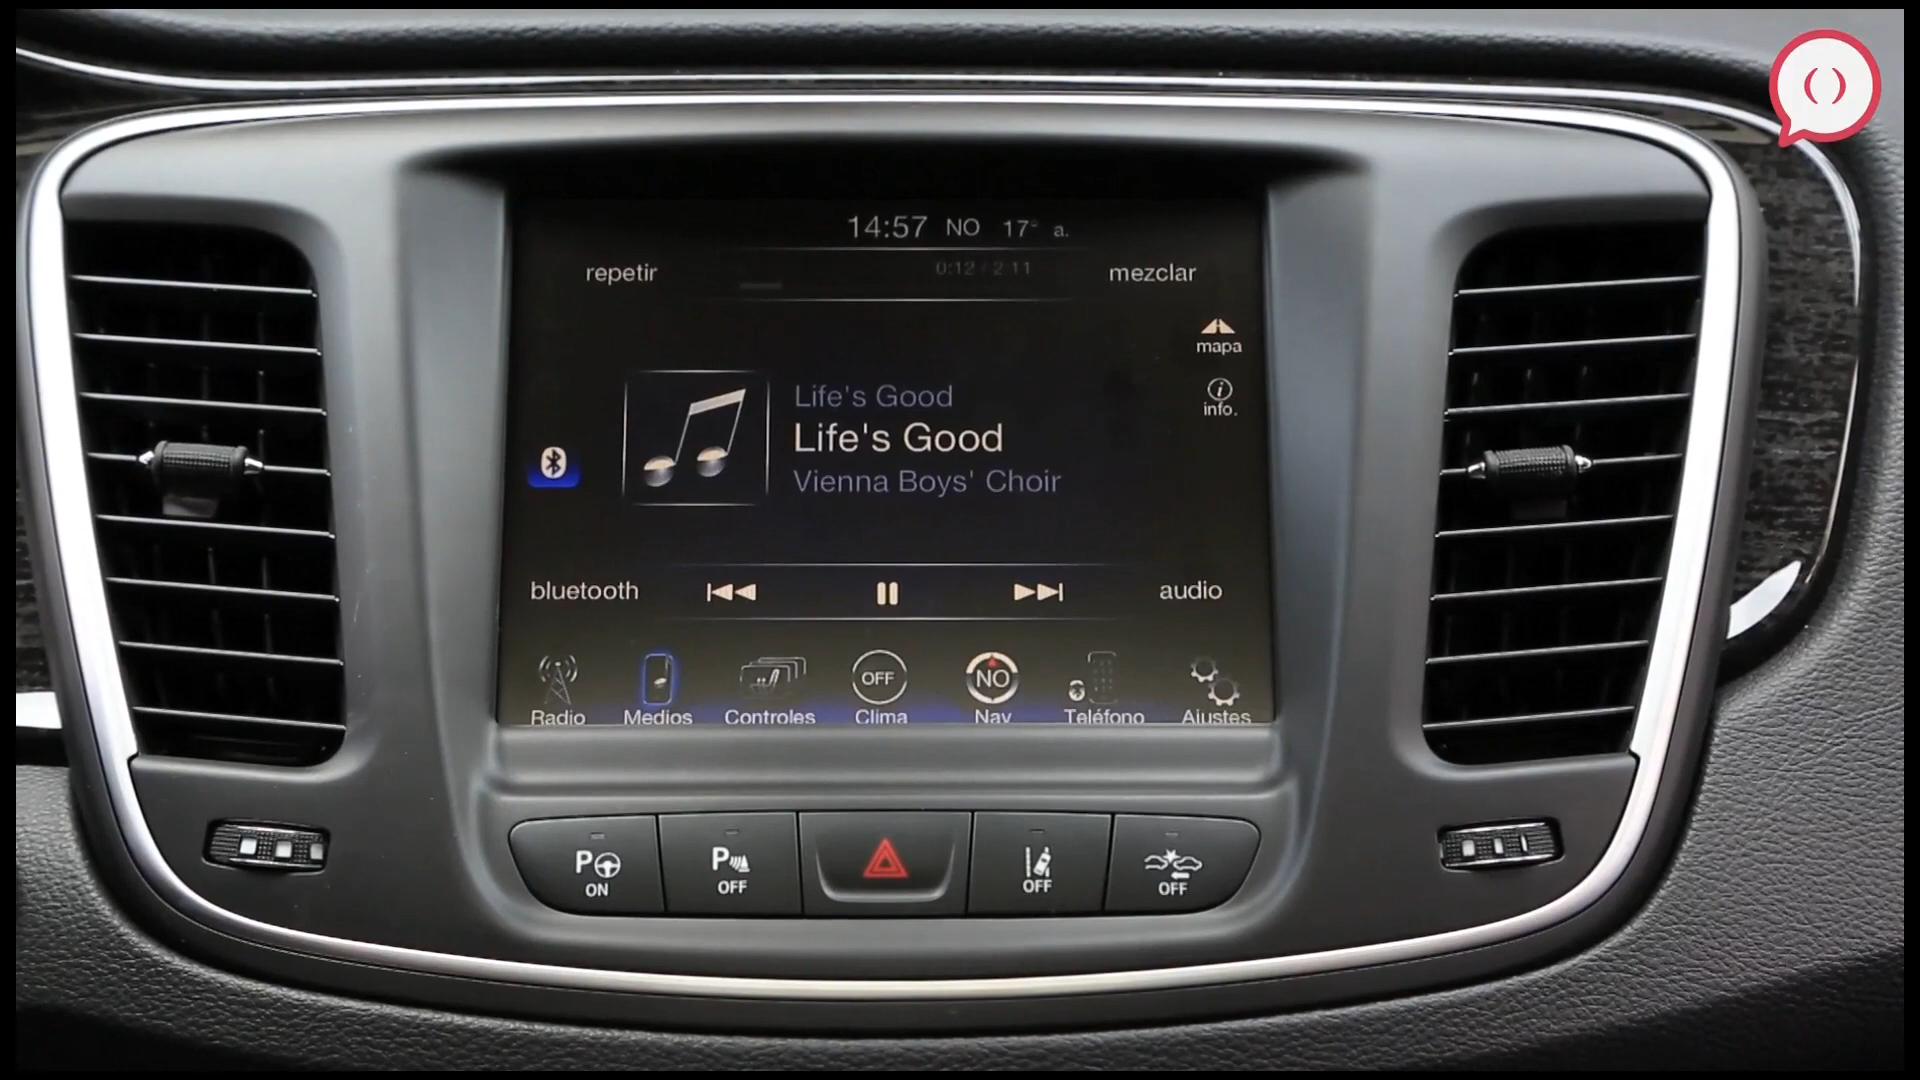 14:57 NO 17° a.
repetir 0:12 / 2:11 mezclar
mapa
info.
Life's Good
Life's Good
Vienna Boys' Choir
bluetooth audio
OFF NO
Radio Medios Controles Clima Nav Teléfono Ajustes
P ON
P OFF
OFF
OFF